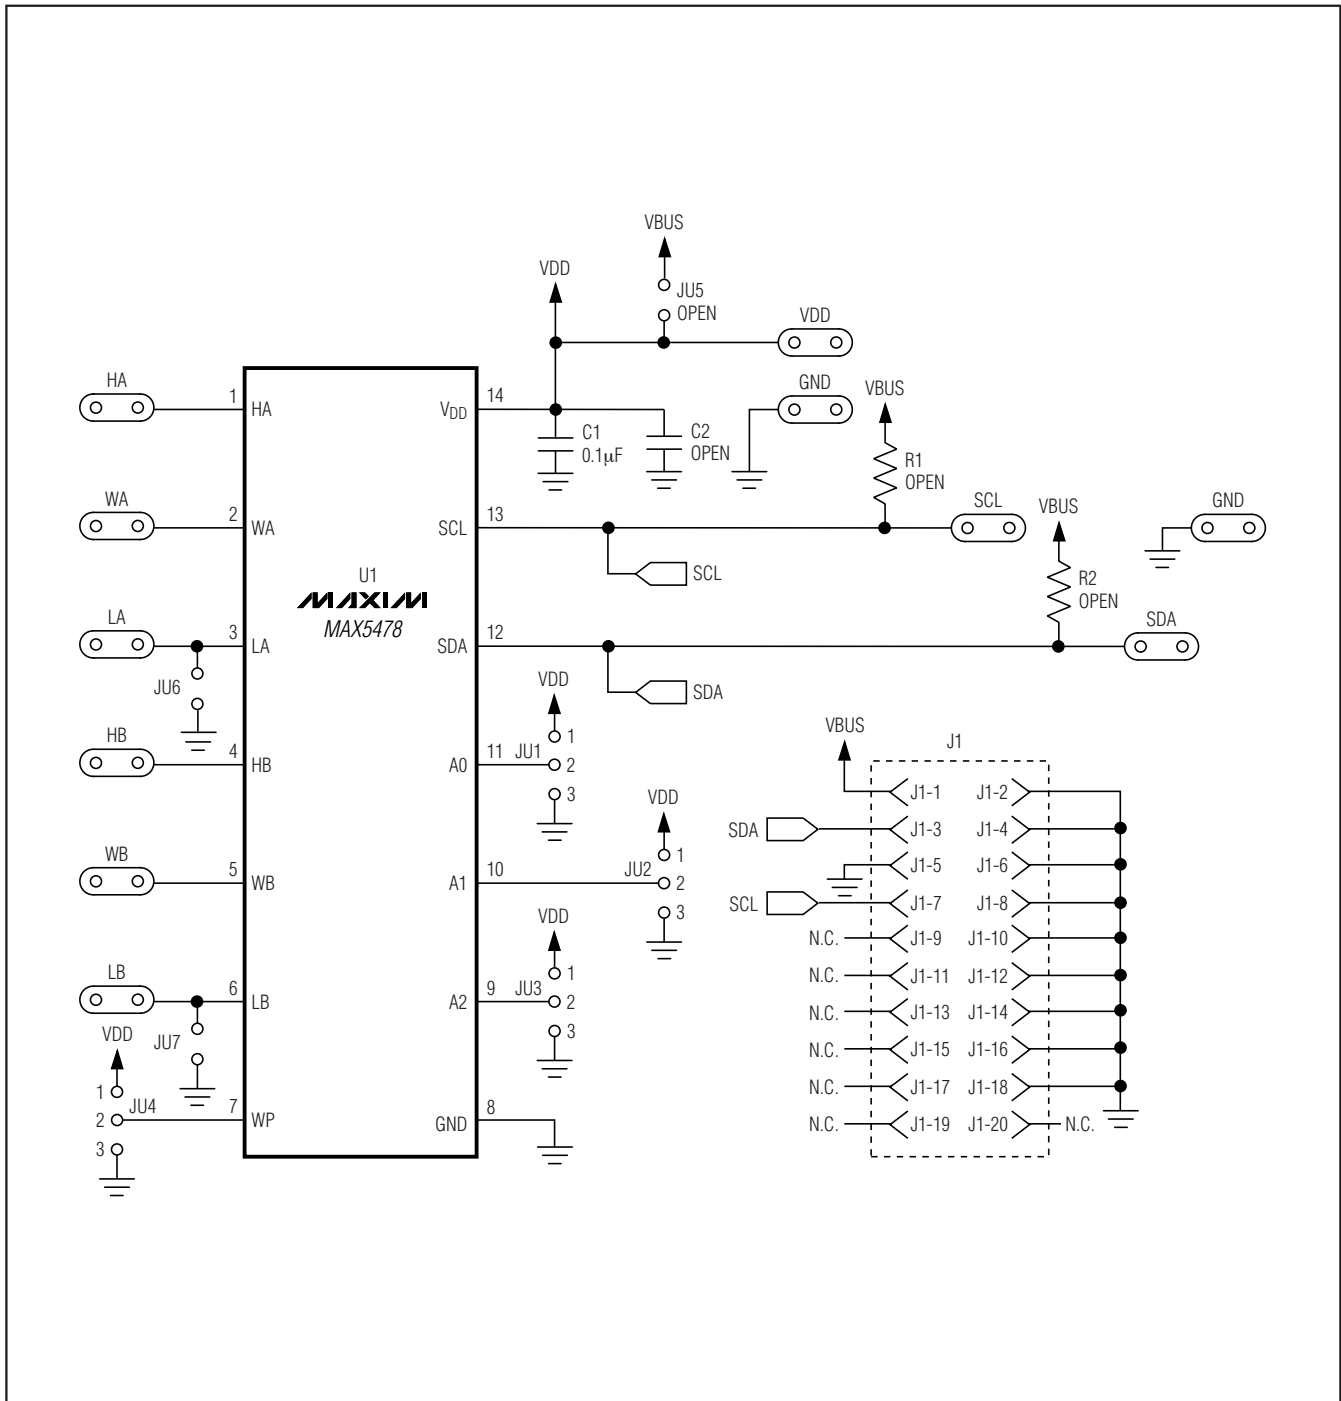 VBUS
VDD
JU5
OPEN
VDD
HA
1
HA
VDD
14
C1
0.1µF
C2
OPEN
GND
VBUS
R1
OPEN
WA
2
WA
SCL
13
SCL
SCL
VBUS
R2
OPEN
GND
U1
MAXIM
MAX5478
LA
3
LA
JU6
SDA
12
SDA
SDA
HB
4
HB
A0
11
JU1
VDD
1
2
3
WB
5
WB
A1
10
JU2
VDD
1
2
3
LB
6
LB
JU7
A2
9
JU3
VDD
1
2
3
VDD
1
2
3
JU4
7
WP
GND
8
VBUS
J1
J1-1 J1-2
SDA J1-3 J1-4
J1-5 J1-6
SCL J1-7 J1-8
N.C. J1-9 J1-10
N.C. J1-11 J1-12
N.C. J1-13 J1-14
N.C. J1-15 J1-16
N.C. J1-17 J1-18
N.C. J1-19 J1-20 N.C.